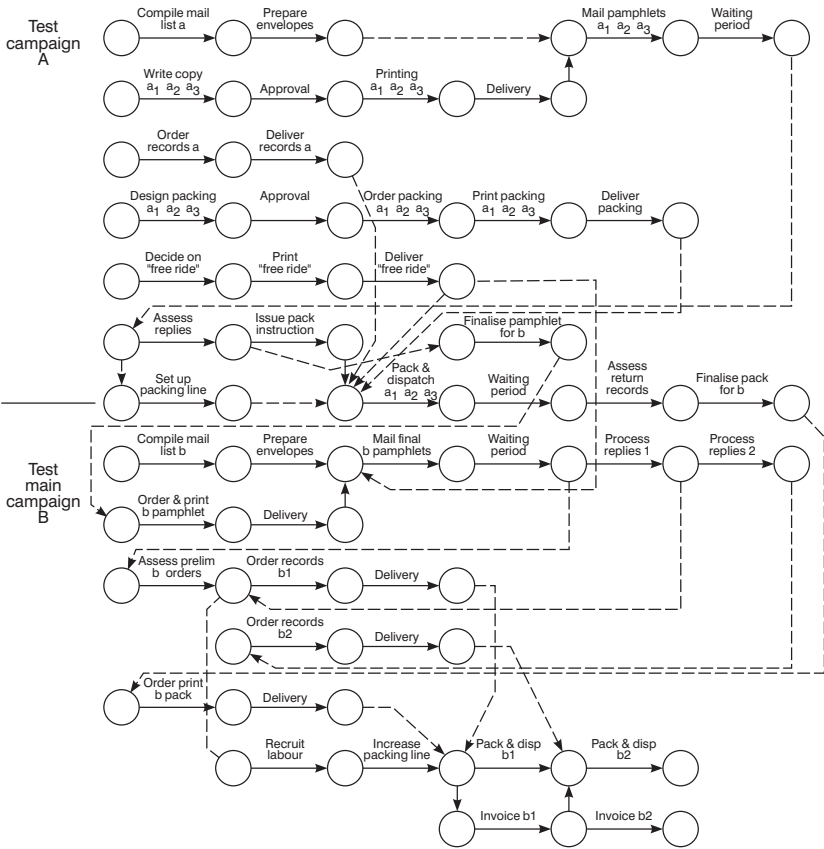 Test
campaign
A
Compile mail
list a
Prepare
envelopes
Mail pamphlets
a₁ a₂ a₃
Waiting
period
Write copy
a₁ a₂ a₃
Approval
Printing
a₁ a₂ a₃
Delivery
Order
records a
Deliver
records a
Design packing
a₁ a₂ a₃
Approval
Order packing
a₁ a₂ a₃
Print packing
a₁ a₂ a₃
Deliver
packing
Decide on
"free ride"
Print
"free ride"
Deliver
"free ride"
Assess
replies
Issue pack
instruction
Finalise pamphlet
for b
Set up
packing line
Pack &
dispatch
a₁ a₂ a₃
Waiting
period
Assess
return
records
Finalise pack
for b
Test
main
campaign
B
Compile mail
list b
Prepare
envelopes
Mail final
b pamphlets
Waiting
period
Process
replies 1
Process
replies 2
Order & print
b pamphlet
Delivery
Assess prelim
b orders
Order records
b1
Delivery
Order records
b2
Delivery
Order print
b pack
Delivery
Recruit
labour
Increase
packing line
Pack & disp
b1
Pack & disp
b2
Invoice b1
Invoice b2